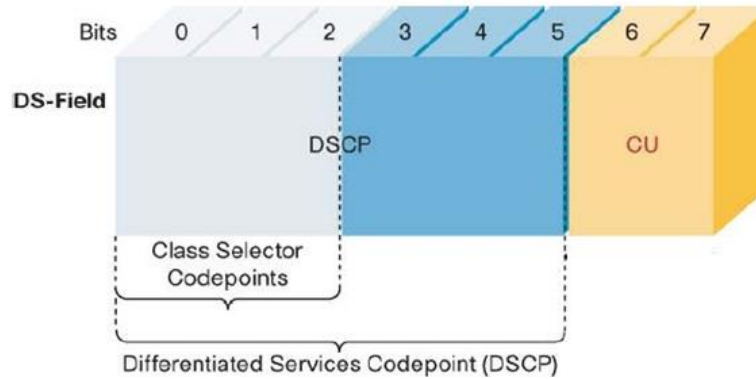 Bits 0 1 2 3 4 5 6 7
DS-Field
DSCP CU
Class Selector
Codepoints
Differentiated Services Codepoint (DSCP)